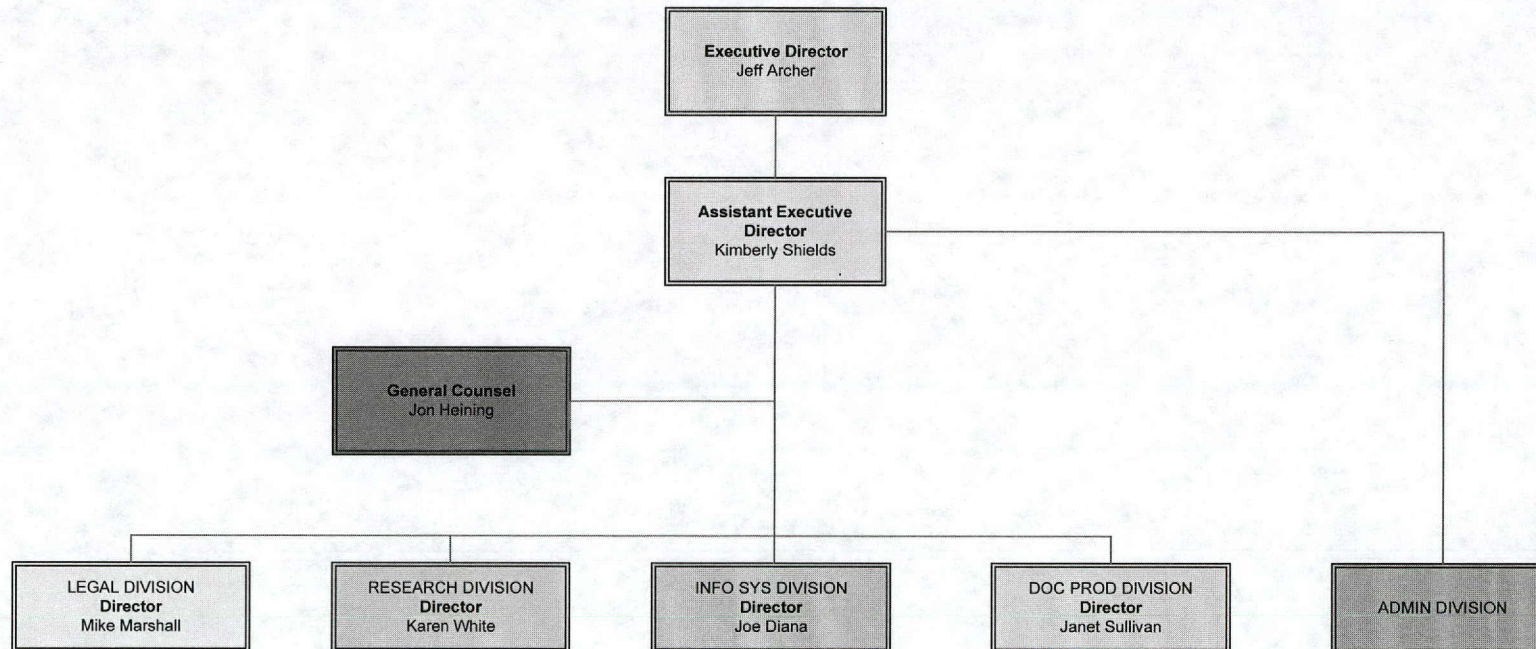 Executive Director
Jeff Archer
Assistant Executive
Director
Kimberly Shields
General Counsel
Jon Heining
LEGAL DIVISION
Director
Mike Marshall
RESEARCH DIVISION
Director
Karen White
INFO SYS DIVISION
Director
Joe Diana
DOC PROD DIVISION
Director
Janet Sullivan
ADMIN DIVISION